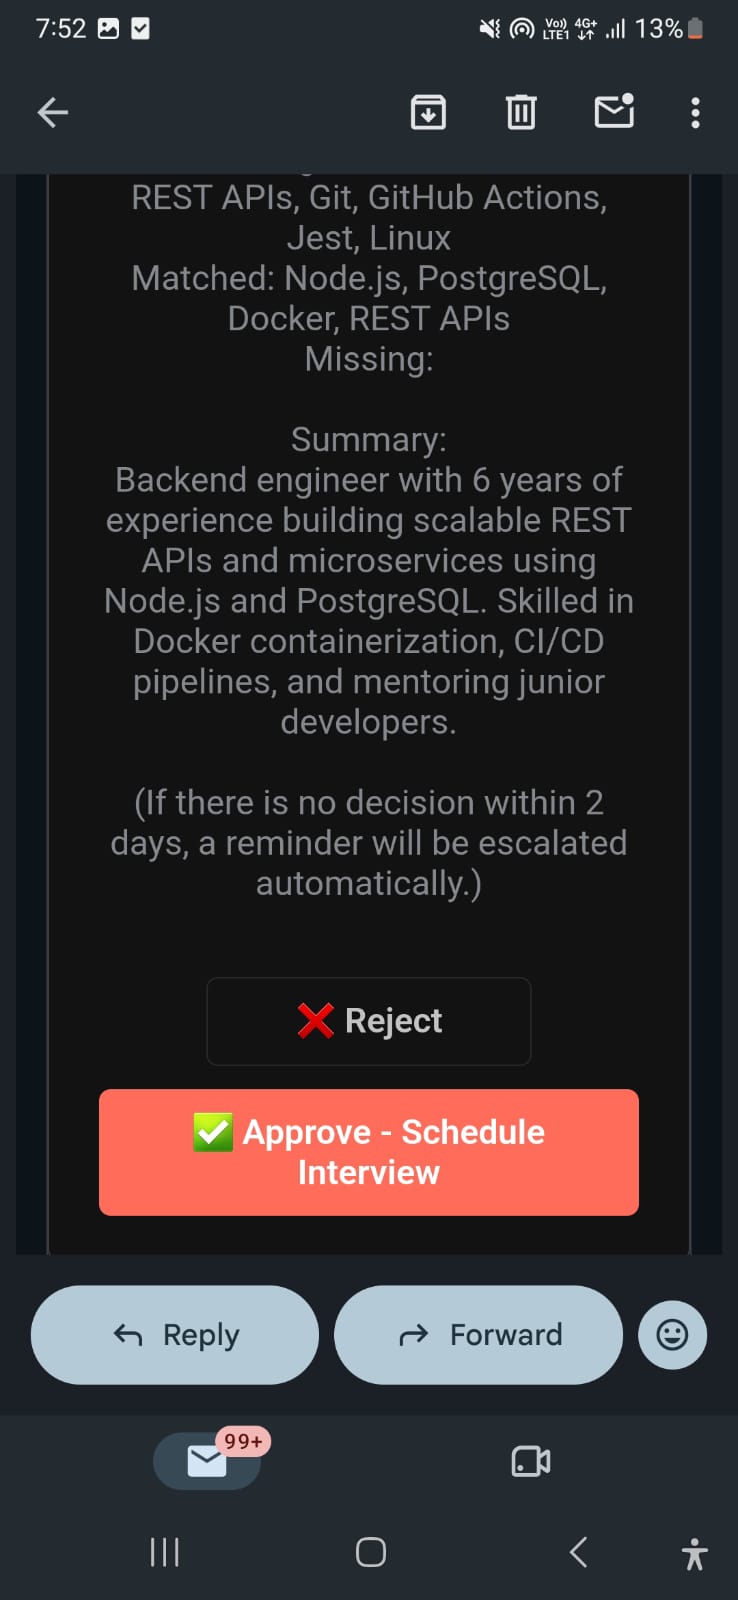 7:52
Vo)) LTE1 4G+ 13%
REST APIs, Git, GitHub Actions,
Jest, Linux
Matched: Node.js, PostgreSQL,
Docker, REST APIs
Missing:
Summary:
Backend engineer with 6 years of
experience building scalable REST
APIs and microservices using
Node.js and PostgreSQL. Skilled in
Docker containerization, CI/CD
pipelines, and mentoring junior
developers.
(If there is no decision within 2
days, a reminder will be escalated
automatically.)
❌ Reject
✅ Approve - Schedule
Interview
Reply
Forward
99+